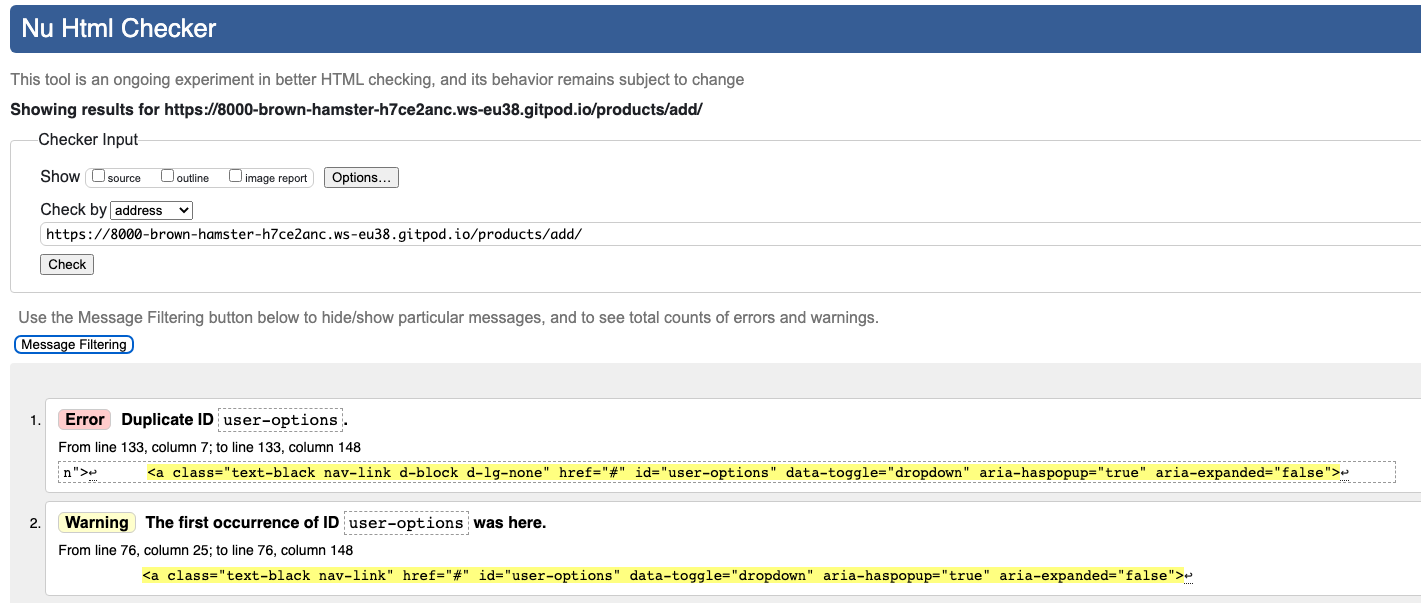 Nu Html Checker
This tool is an ongoing experiment in better HTML checking, and its behavior remains subject to change
Showing results for https://8000-brown-hamster-h7ce2anc.ws-eu38.gitpod.io/products/add/
Checker Input
Show source outline image report Options...
Check by address
https://8000-brown-hamster-h7ce2anc.ws-eu38.gitpod.io/products/add/
Check
Use the Message Filtering button below to hide/show particular messages, and to see total counts of errors and warnings.
Message Filtering
1. Error Duplicate ID user-options.
From line 133, column 7; to line 133, column 148
n">↩ <a class="text-black nav-link d-block d-lg-none" href="#" id="user-options" data-toggle="dropdown" aria-haspopup="true" aria-expanded="false">↩
2. Warning The first occurrence of ID user-options was here.
From line 76, column 25; to line 76, column 148
<a class="text-black nav-link" href="#" id="user-options" data-toggle="dropdown" aria-haspopup="true" aria-expanded="false">↩